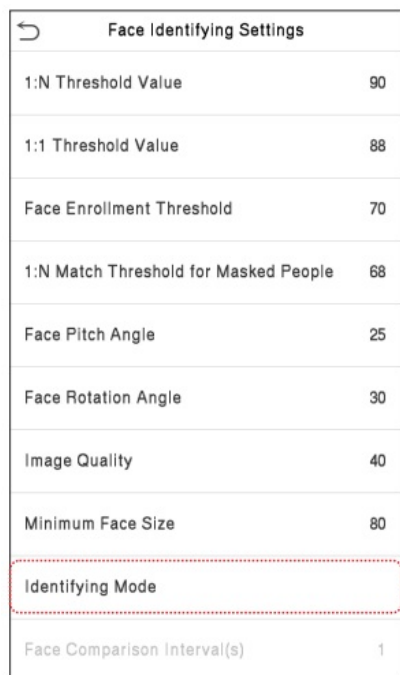 Face Identifying Settings
1:N Threshold Value 90
1:1 Threshold Value 88
Face Enrollment Threshold 70
1:N Match Threshold for Masked People 68
Face Pitch Angle 25
Face Rotation Angle 30
Image Quality 40
Minimum Face Size 80
Identifying Mode
Face Comparison Interval(s) 1